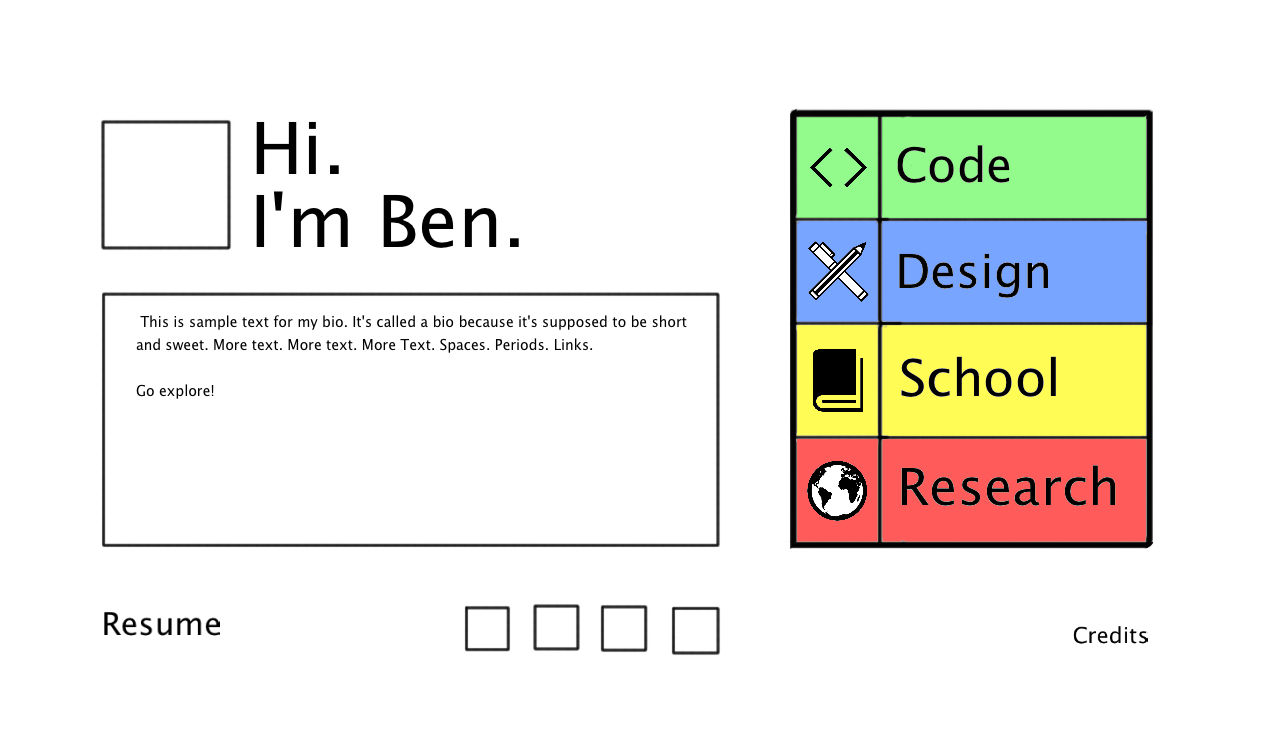 Hi.
I'm Ben.
This is sample text for my bio. It's called a bio because it's supposed to be short
and sweet. More text. More text. More Text. Spaces. Periods. Links.
Go explore!
Code
Design
School
Research
Resume
Credits